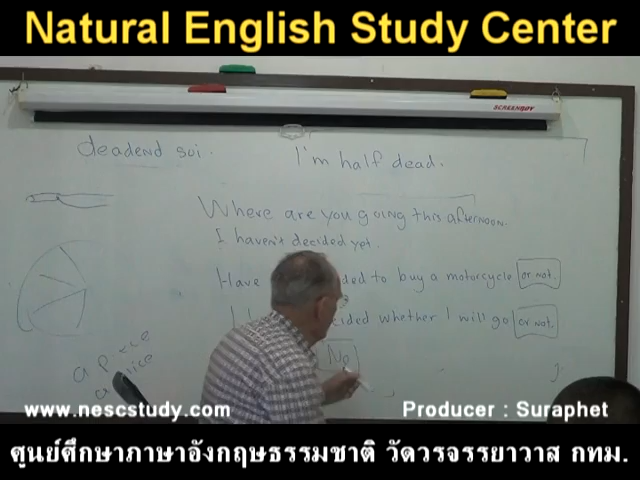 Natural English Study Center
SCREENBOY
deadend soi.
I'm half dead.
Where are you going this afternoon.
I haven't decided yet.
Have ded to buy a motorcycle or not.
I cided whether I will go or not.
No
a piece
a slice
www.nescstudy.com
Producer : Suraphet
ศูนย์ศึกษาภาษาอังกฤษธรรมชาติ วัดวรจรรยาวาส กทม.